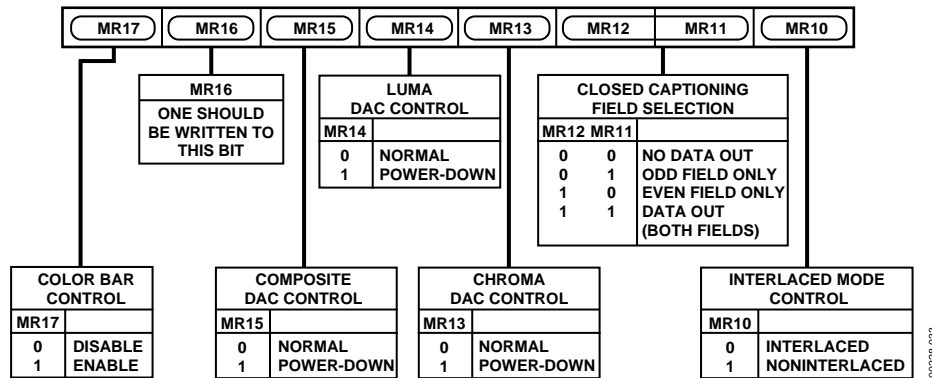 MR17 MR16 MR15 MR14 MR13 MR12 MR11 MR10
MR16
ONE SHOULD
BE WRITTEN TO
THIS BIT
LUMA
DAC CONTROL
MR14
0 NORMAL
1 POWER-DOWN
CLOSED CAPTIONING
FIELD SELECTION
MR12 MR11
0 0 NO DATA OUT
0 1 ODD FIELD ONLY
1 0 EVEN FIELD ONLY
1 1 DATA OUT
(BOTH FIELDS)
COLOR BAR
CONTROL
MR17
0 DISABLE
1 ENABLE
COMPOSITE
DAC CONTROL
MR15
0 NORMAL
1 POWER-DOWN
CHROMA
DAC CONTROL
MR13
0 NORMAL
1 POWER-DOWN
INTERLACED MODE
CONTROL
MR10
0 INTERLACED
1 NONINTERLACED